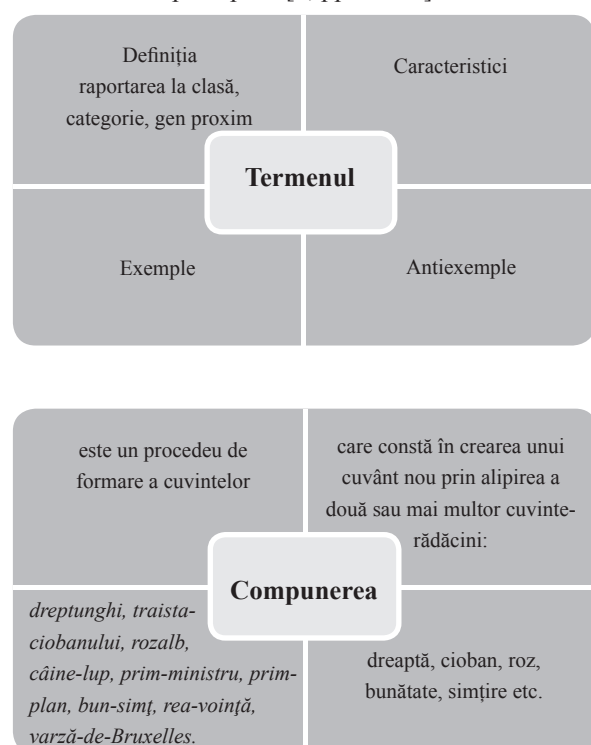 Definiția
raportarea la clasă,
categorie, gen proxim
Caracteristici
Termenul
Exemple
Antiexemple
este un procedeu de
formare a cuvintelor
care constă în crearea unui
cuvânt nou prin alipirea a
două sau mai multor cuvinte-
rădăcini:
Compunerea
dreptunghi, traista-
ciobanului, rozalb,
câine-lup, prim-ministru, prim-
plan, bun-simţ, rea-voinţă,
varză-de-Bruxelles.
dreaptă, cioban, roz,
bunătate, simțire etc.